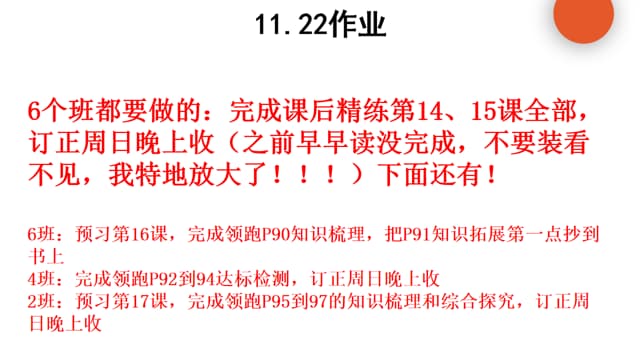 11.22作业
6个班都要做的：完成课后精练第14、15课全部，
订正周日晚上收（之前早早读没完成，不要装看
不见，我特地放大了！！！）下面还有！
6班：预习第16课，完成领跑P90知识梳理，把P91知识拓展第一点抄到
书上
4班：完成领跑P92到94达标检测，订正周日晚上收
2班：预习第17课，完成领跑P95到97的知识梳理和综合探究，订正周
日晚上收